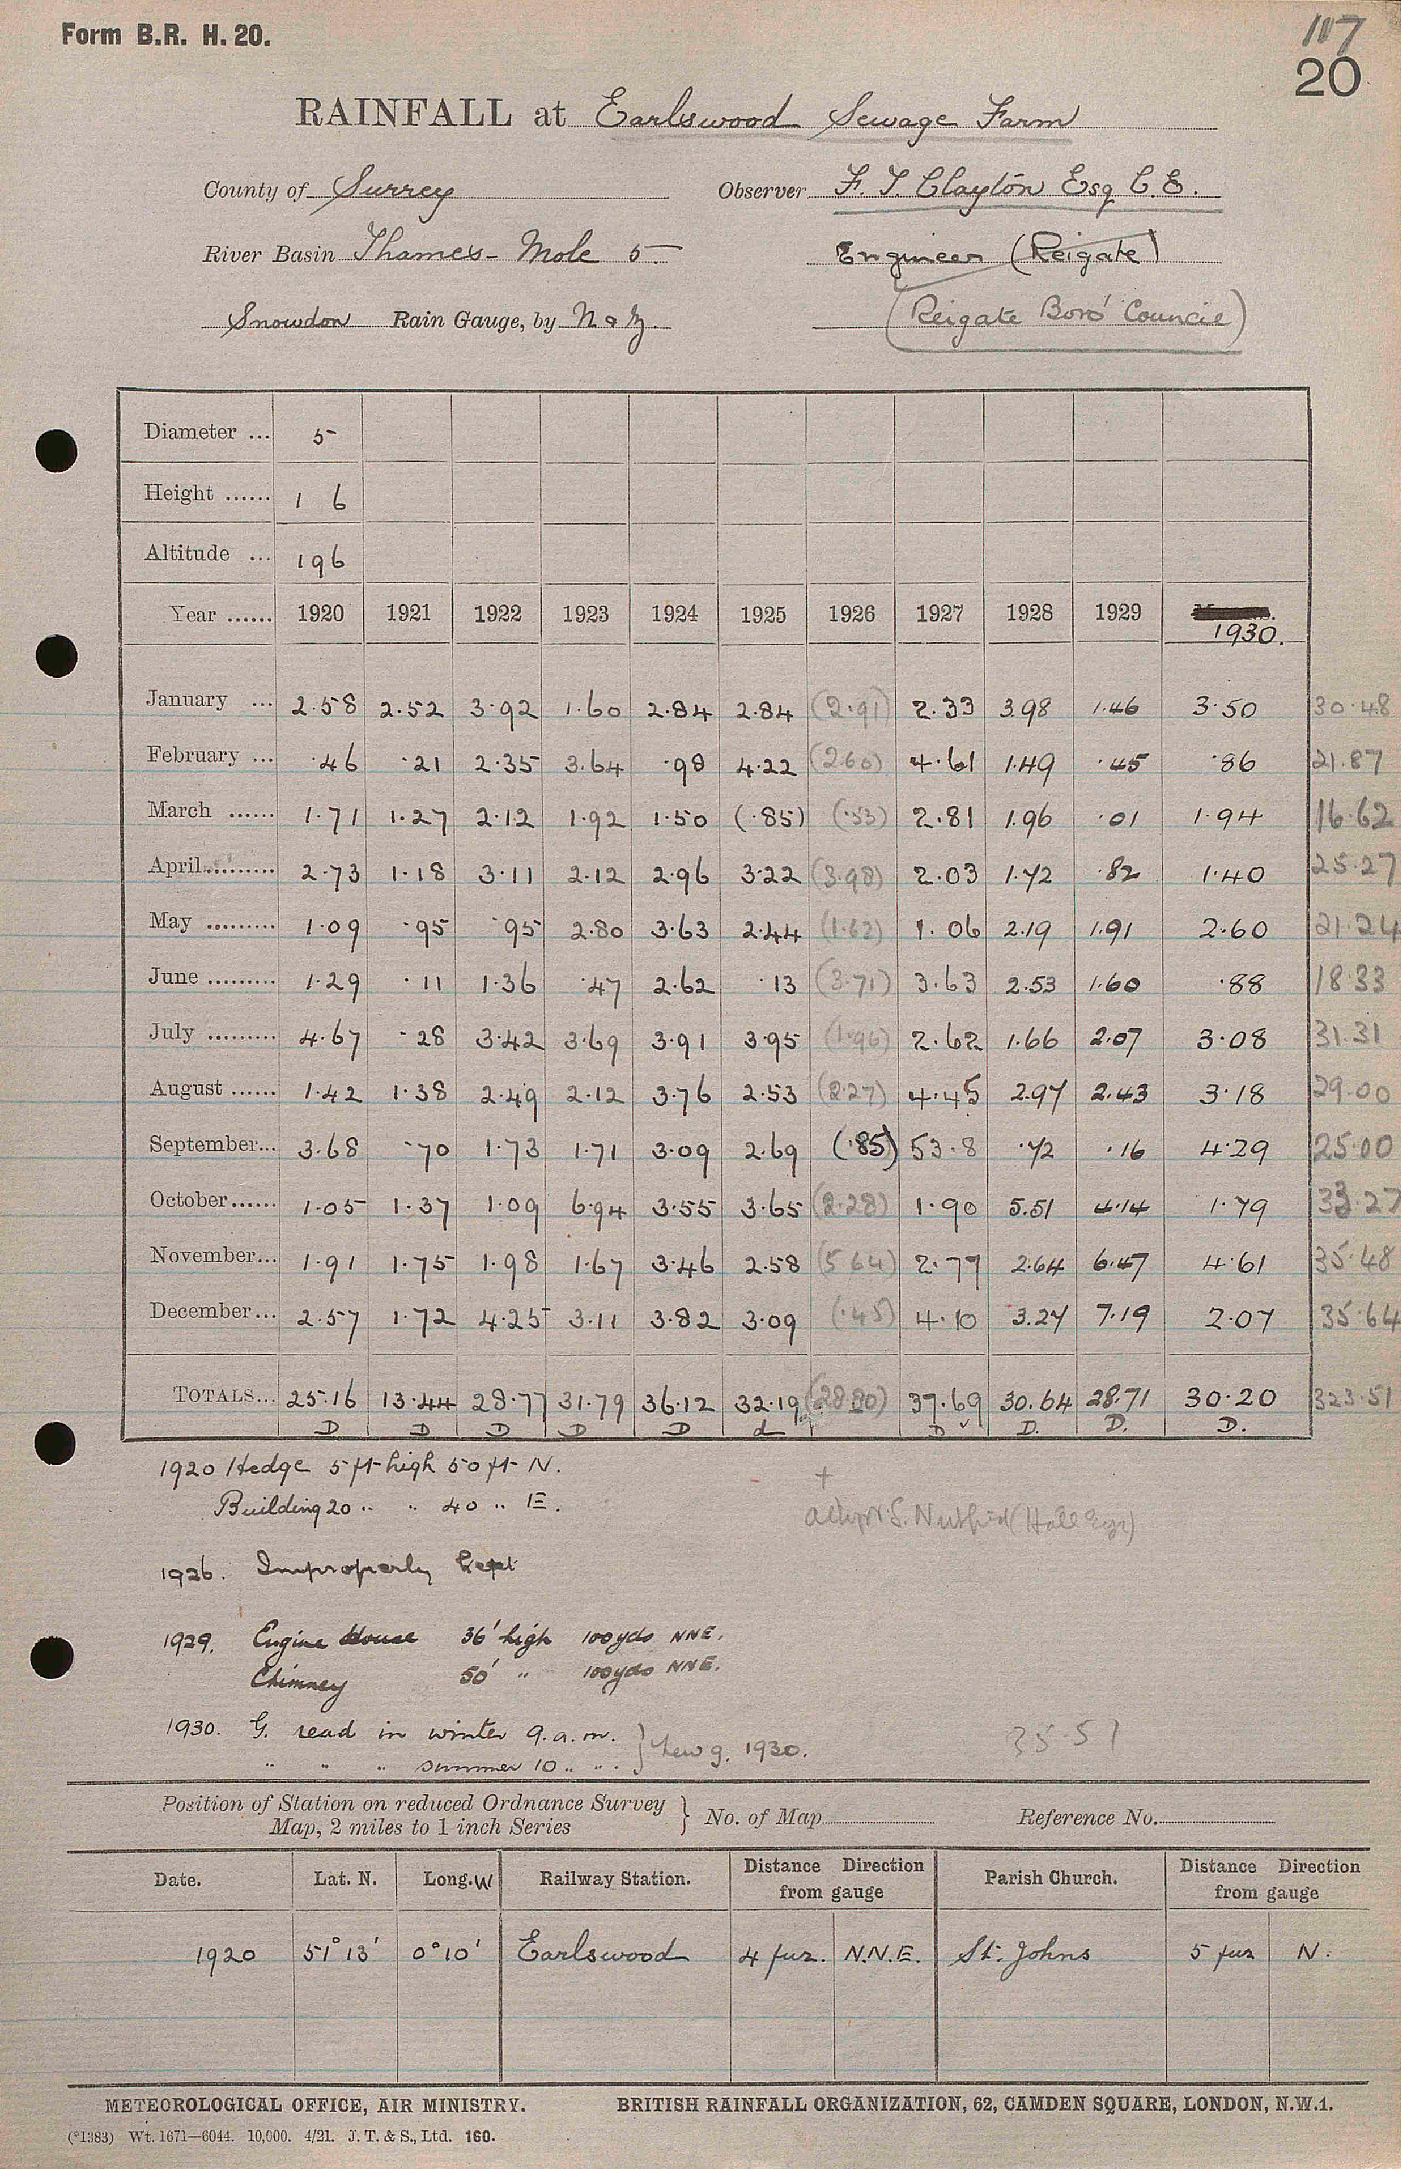 Form B.R. H. 20.
117
20
RAINFALL at Earlswood Sewage Farm
County of Surrey Observer F. T. Clayton Esq C.E.
River Basin Thames - Mole 5 Engineer (Reigate)
Snowdon Rain Gauge, by N & Z. (Reigate Boro' Council)
Diameter ... 5
Height ...... 1 6
Altitude ... 196
Year ...... 1920 1921 1922 1923 1924 1925 1926 1927 1928 1929 1930.
January ... 2.58 2.52 3.92 1.60 2.84 2.84 (2.91) 2.33 3.98 1.46 3.50 30.48
February ... .46 .21 2.35 3.64 .98 4.22 (2.60) 4.61 1.49 .45 .86 21.87
March ...... 1.71 1.27 2.12 1.92 1.50 (.85) (.53) 2.81 1.96 .01 1.94 16.62
April......... 2.73 1.18 3.11 2.12 2.96 3.22 (3.98) 2.03 1.72 .82 1.40 25.27
May ......... 1.09 .95 .95 2.80 3.63 2.44 (1.62) 1.06 2.19 1.91 2.60 21.24
June ......... 1.29 .11 1.36 .47 2.62 .13 (3.71) 3.63 2.53 1.60 .88 18.33
July ......... 4.67 .28 3.42 3.69 3.91 3.95 (1.96) 2.62 1.66 2.07 3.08 31.31
August ...... 1.42 1.38 2.49 2.12 3.76 2.53 (2.27) 4.45 2.97 2.43 3.18 29.00
September... 3.68 .70 1.73 1.71 3.09 2.69 (.85) 53.8 .72 .16 4.29 25.00
October...... 1.05 1.37 1.09 6.94 3.55 3.65 (2.28) 1.90 5.51 4.14 1.79 33.27
November... 1.91 1.75 1.98 1.67 3.46 2.58 (5.64) 2.77 2.64 6.47 4.61 35.48
December... 2.57 1.72 4.25 3.11 3.82 3.09 (.45) 4.10 3.27 7.19 2.07 35.64
TOTALS... 25.16 13.44 28.77 31.79 36.12 32.19 (28.80) 37.69 30.64 28.71 30.20 323.51
D D D D D d D v D. D. D.
1920 Hedge 5 ft high 50 ft N.
Building 20 " " 40 " E.
+
S. Nutfield (Hall
1926. Improperly kept
1929. Engine House 36' high 100 yds NNE.
Chimney 50' " 100 yds NNE.
1930. G. read in winter 9. a. m. } new g. 1930.
" " " summer 10 " " .
35.51
Position of Station on reduced Ordnance Survey Map, 2 miles to 1 inch Series } No. of Map Reference No.
Date. Lat. N. Long. W Railway Station. Distance Direction from gauge Parish Church. Distance Direction from gauge
1920 51° 13' 0° 10' Earlswood 4 fur. N.N.E. St. Johns 5 fur N.
METEOROLOGICAL OFFICE, AIR MINISTRY. BRITISH RAINFALL ORGANIZATION, 62, CAMDEN SQUARE, LONDON, N.W.1.
(*1383) Wt. 1671—6044. 10,000. 4/21. J. T. & S., Ltd. 160.